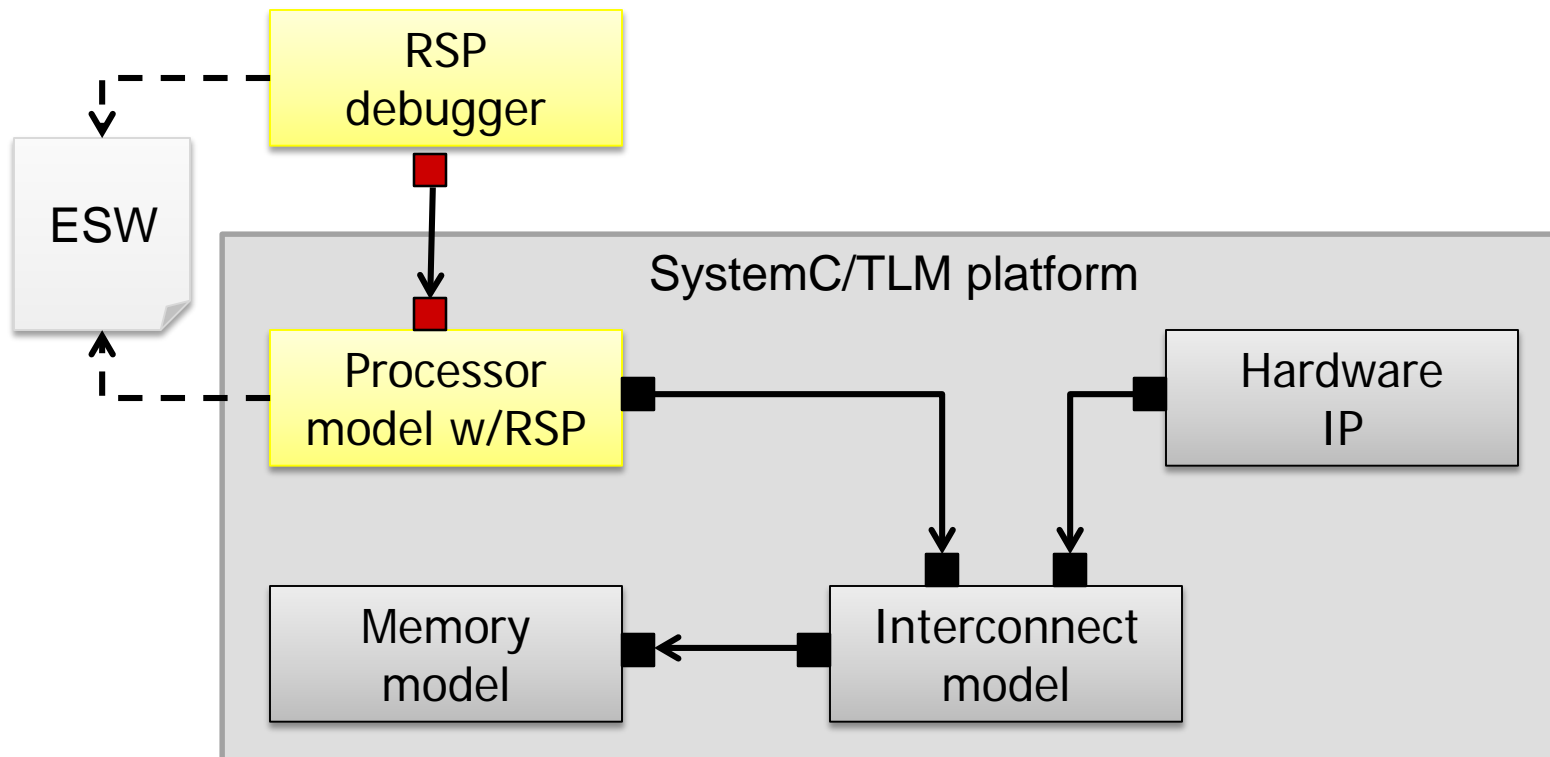 RSP
debugger
ESW
SystemC/TLM platform
Processor
model w/RSP
Hardware
IP
Memory
model
Interconnect
model